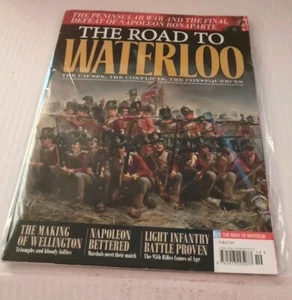 THE PENINSULAR WAR AND THE FINAL
DEFEAT OF NAPOLEON BONAPARTE
THE ROAD TO
WATERLOO
THE CAUSES, THE CONFLICTS, THE CONSEQUENCES
THE MAKING
OF WELLINGTON
Triumphs and bloody follies
NAPOLEON
BETTERED
Marshals meet their match
LIGHT INFANTRY
BATTLE PROVEN
The 95th Rifles Comes of Age
THE ROAD TO WATERLOO